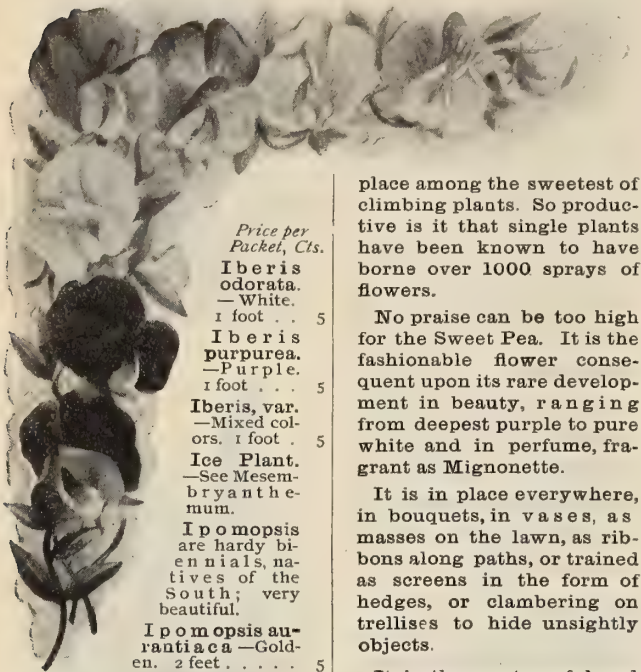 Price per
Packet, Cts.
Iberis
odorata.
— White.
1 foot . . 5
Iberis
purpurea.
—Purple.
1 foot . . . 5
Iberis, var.
—Mixed col-
ors. 1 foot . 5
Ice Plant.
—See Mesem-
bryanthe-
mum.
Ipomopsis
are hardy bi-
ennials, na-
tives of the
South; very
beautiful.
Ipomopsis au-
rantiaca —Gold-
en. 2 feet . . . . . 5
place among the sweetest of
climbing plants. So produc-
tive is it that single plants
have been known to have
borne over 1000 sprays of
flowers.
No praise can be too high
for the Sweet Pea. It is the
fashionable flower conse-
quent upon its rare develop-
ment in beauty, ranging
from deepest purple to pure
white and in perfume, fra-
grant as Mignonette.
It is in place everywhere,
in bouquets, in vases, as
masses on the lawn, as rib-
bons along paths, or trained
as screens in the form of
hedges, or clambering on
trellises to hide unsightly
objects.